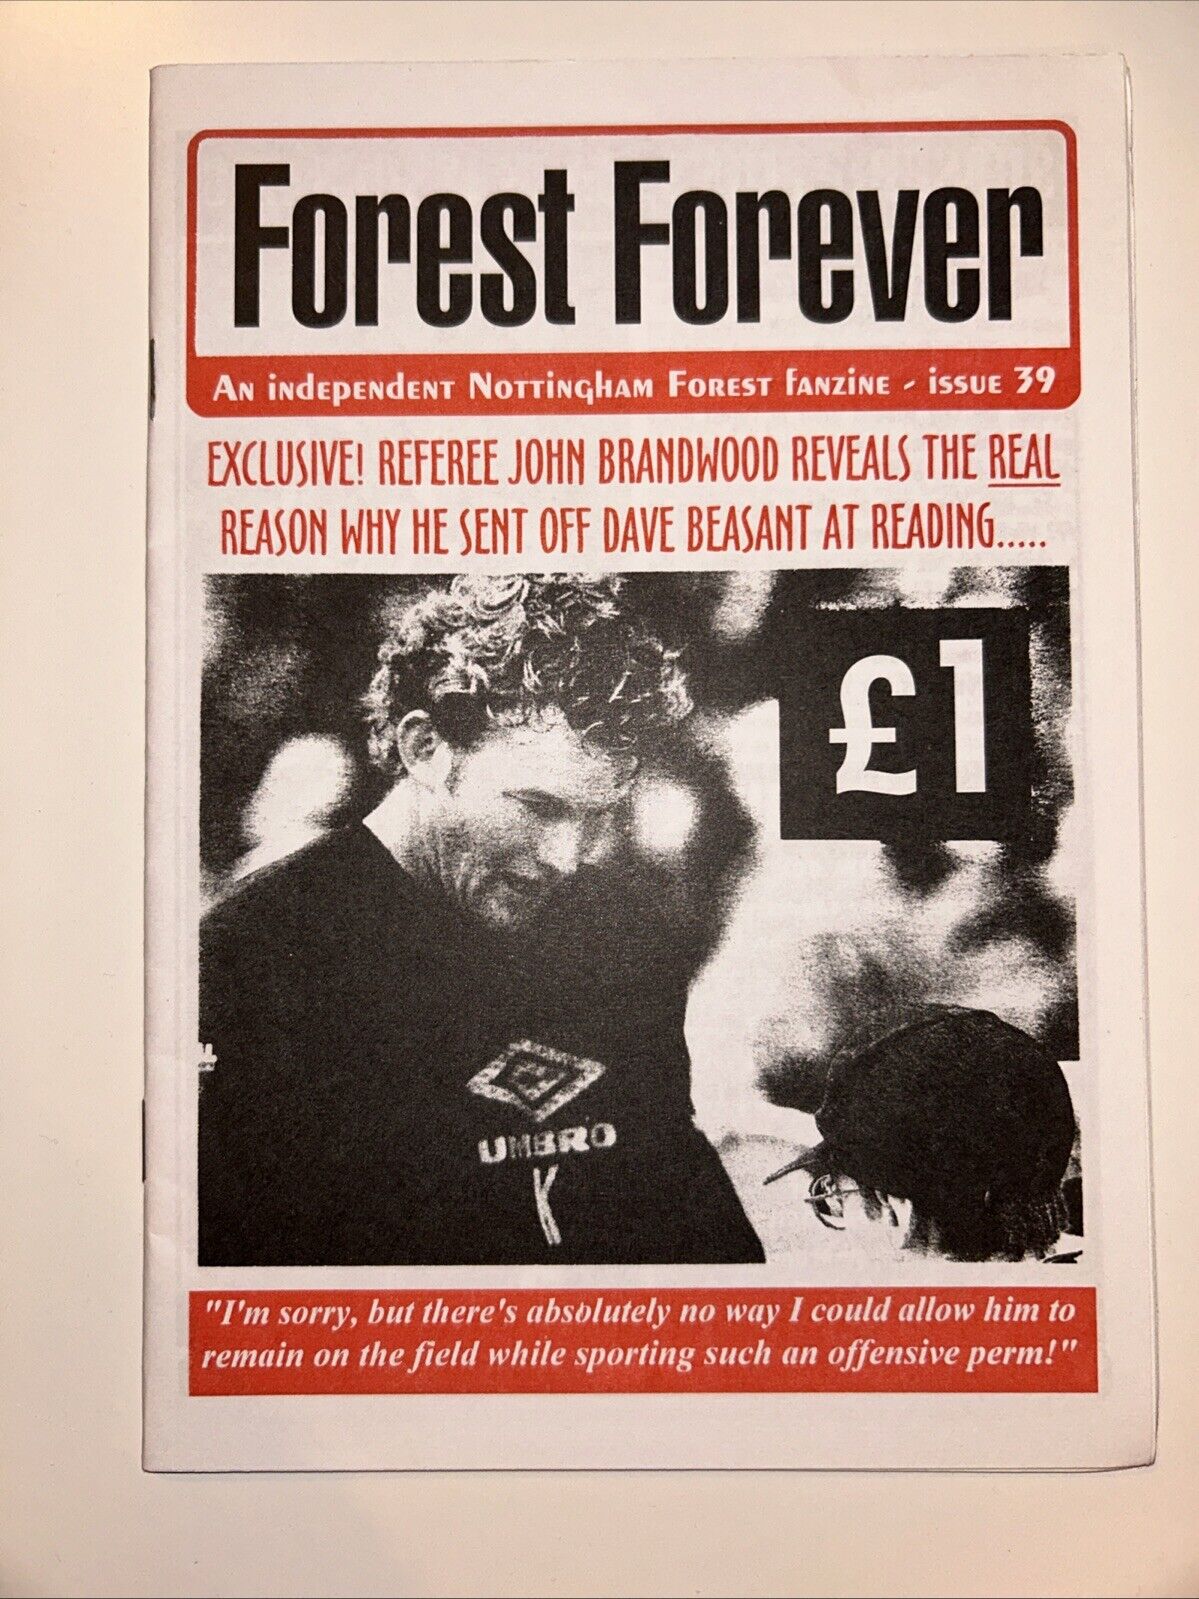 Forest Forever
An independent Nottingham Forest fanzine - issue 39
EXCLUSIVE! REFEREE JOHN BRANDWOOD REVEALS THE REAL
REASON WHY HE SENT OFF DAVE BEASANT AT READING.....
£1
UMBRO
"I'm sorry, but there's absolutely no way I could allow him to
remain on the field while sporting such an offensive perm!"